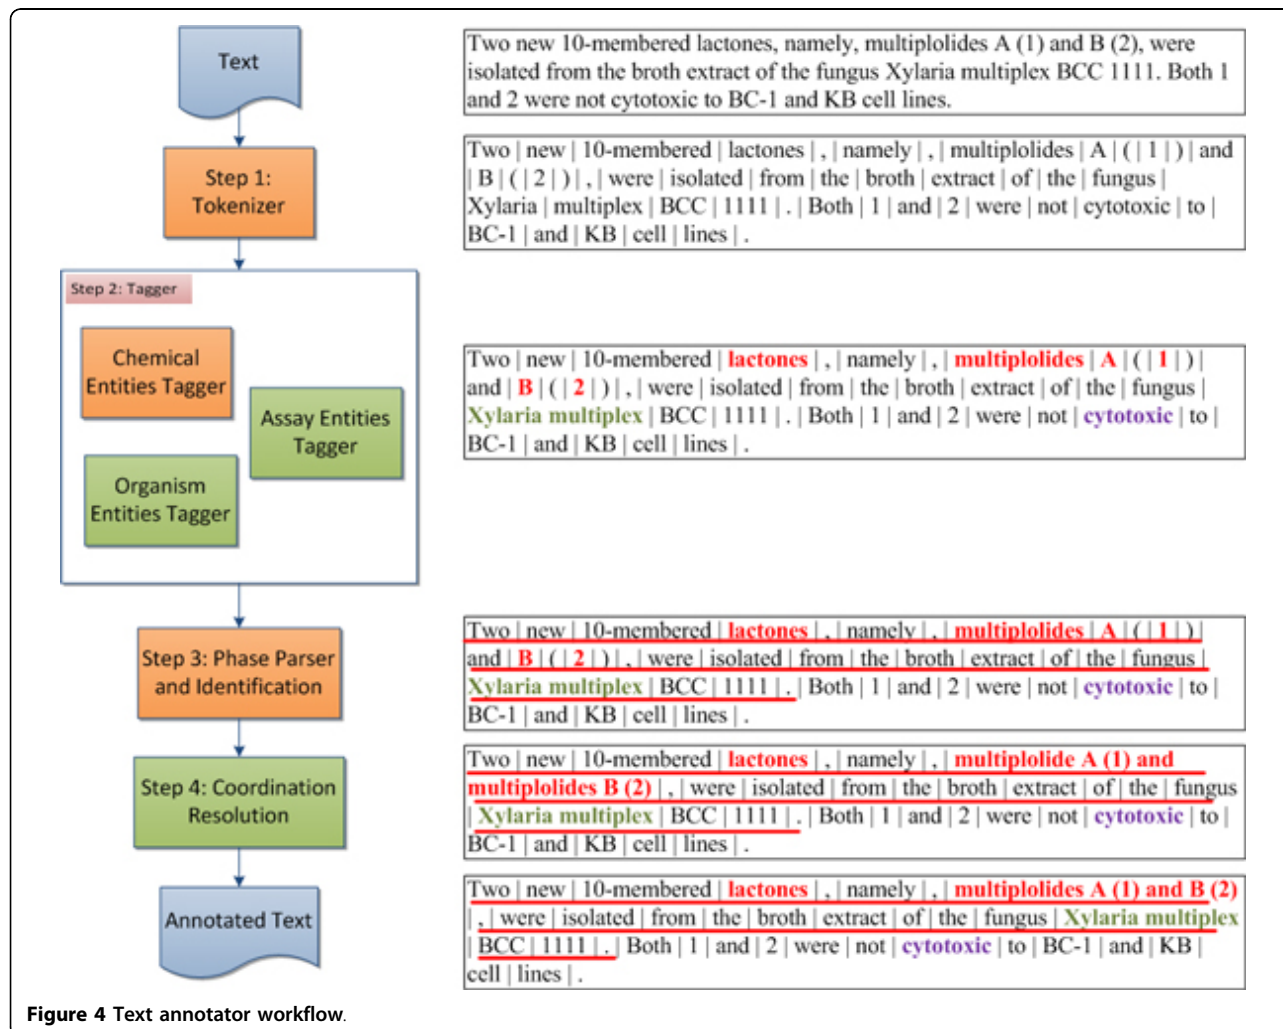 Text
Two new 10-membered lactones, namely, multiplolides A (1) and B (2), were
isolated from the broth extract of the fungus Xylaria multiplex BCC 1111. Both 1
and 2 were not cytotoxic to BC-1 and KB cell lines.
Step 1:
Tokenizer
Two | new | 10-membered | lactones | , | namely | , | multiplolides | A | ( | 1 | ) | and
| B | ( | 2 | ) | , | were | isolated | from | the | broth | extract | of | the | fungus |
Xylaria | multiplex | BCC | 1111 | . | Both | 1 | and | 2 | were | not | cytotoxic | to |
BC-1 | and | KB | cell | lines | .
Step 2: Tagger
Chemical
Entities Tagger
Assay Entities
Tagger
Organism
Entities Tagger
Two | new | 10-membered | lactones | , | namely | , | multiplolides | A | ( | 1 | ) |
and | B | ( | 2 | ) | , | were | isolated | from | the | broth | extract | of | the | fungus |
Xylaria multiplex | BCC | 1111 | . | Both | 1 | and | 2 | were | not | cytotoxic | to |
BC-1 | and | KB | cell | lines | .
Step 3: Phase Parser
and Identification
Two | new | 10-membered | lactones | , | namely | , | multiplolides | A | ( | 1 | )
and | B | ( | 2 | ) | , | were | isolated | from | the | broth | extract | of | the | fungus |
Xylaria multiplex | BCC | 1111 | . | Both | 1 | and | 2 | were | not | cytotoxic | to |
BC-1 | and | KB | cell | lines | .
Step 4: Coordination
Resolution
Two | new | 10-membered | lactones | , | namely | , | multiplolide A (1) and
multiplolides B (2) | , | were | isolated | from | the | broth | extract | of | the | fungus
| Xylaria multiplex | BCC | 1111 | . | Both | 1 | and | 2 | were | not | cytotoxic | to |
BC-1 | and | KB | cell | lines | .
Annotated Text
Two | new | 10-membered | lactones | , | namely | , | multiplolides A (1) and B (2)
| , | were | isolated | from | the | broth | extract | of | the | fungus | Xylaria multiplex
| BCC | 1111 | . | Both | 1 | and | 2 | were | not | cytotoxic | to | BC-1 | and | KB |
cell | lines | .
Figure 4 Text annotator workflow.